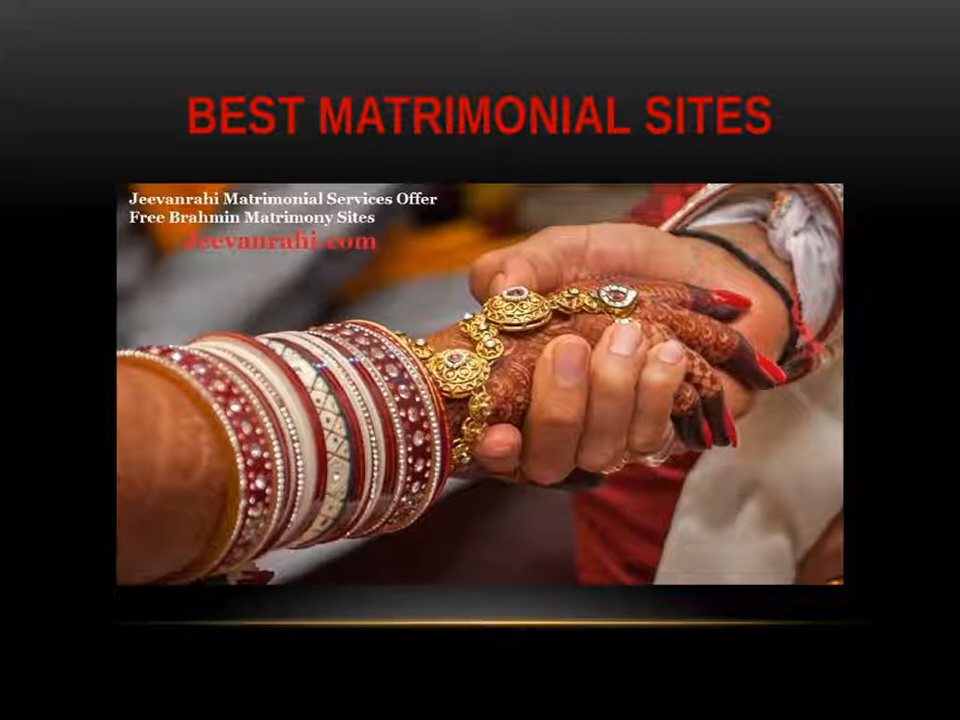 BEST MATRIMONIAL SITES
Jeevanrahi Matrimonial Services Offer
Free Brahmin Matrimony Sites
Jeevanrahi.com